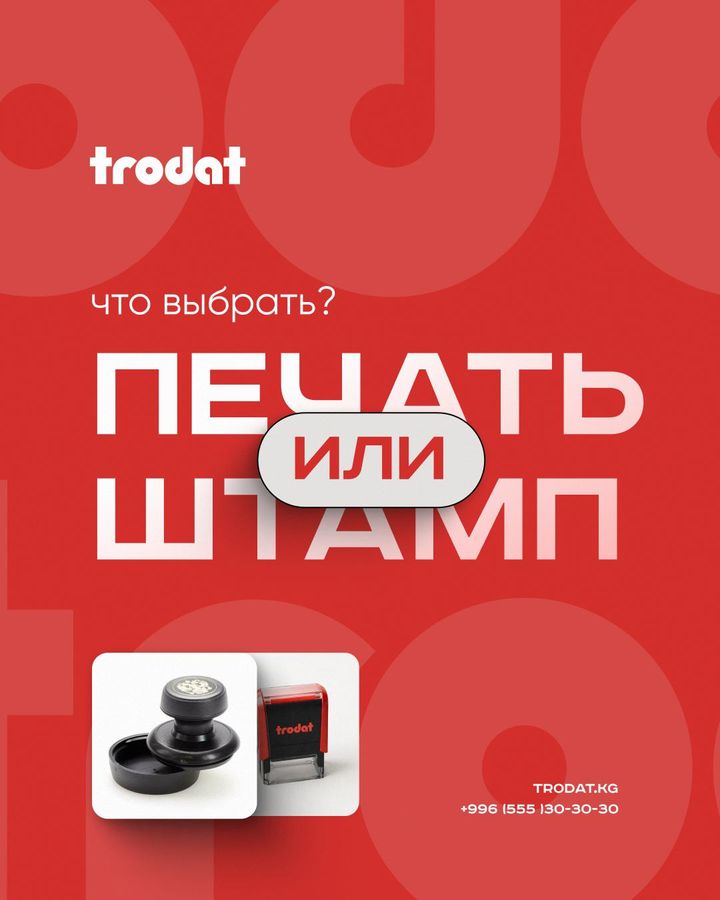 trodat
что выбрать?
ПЕЧАТЬ
ИЛИ
ШТАМП
trodat
TRODAT.KG
+996 (555 )30-30-30